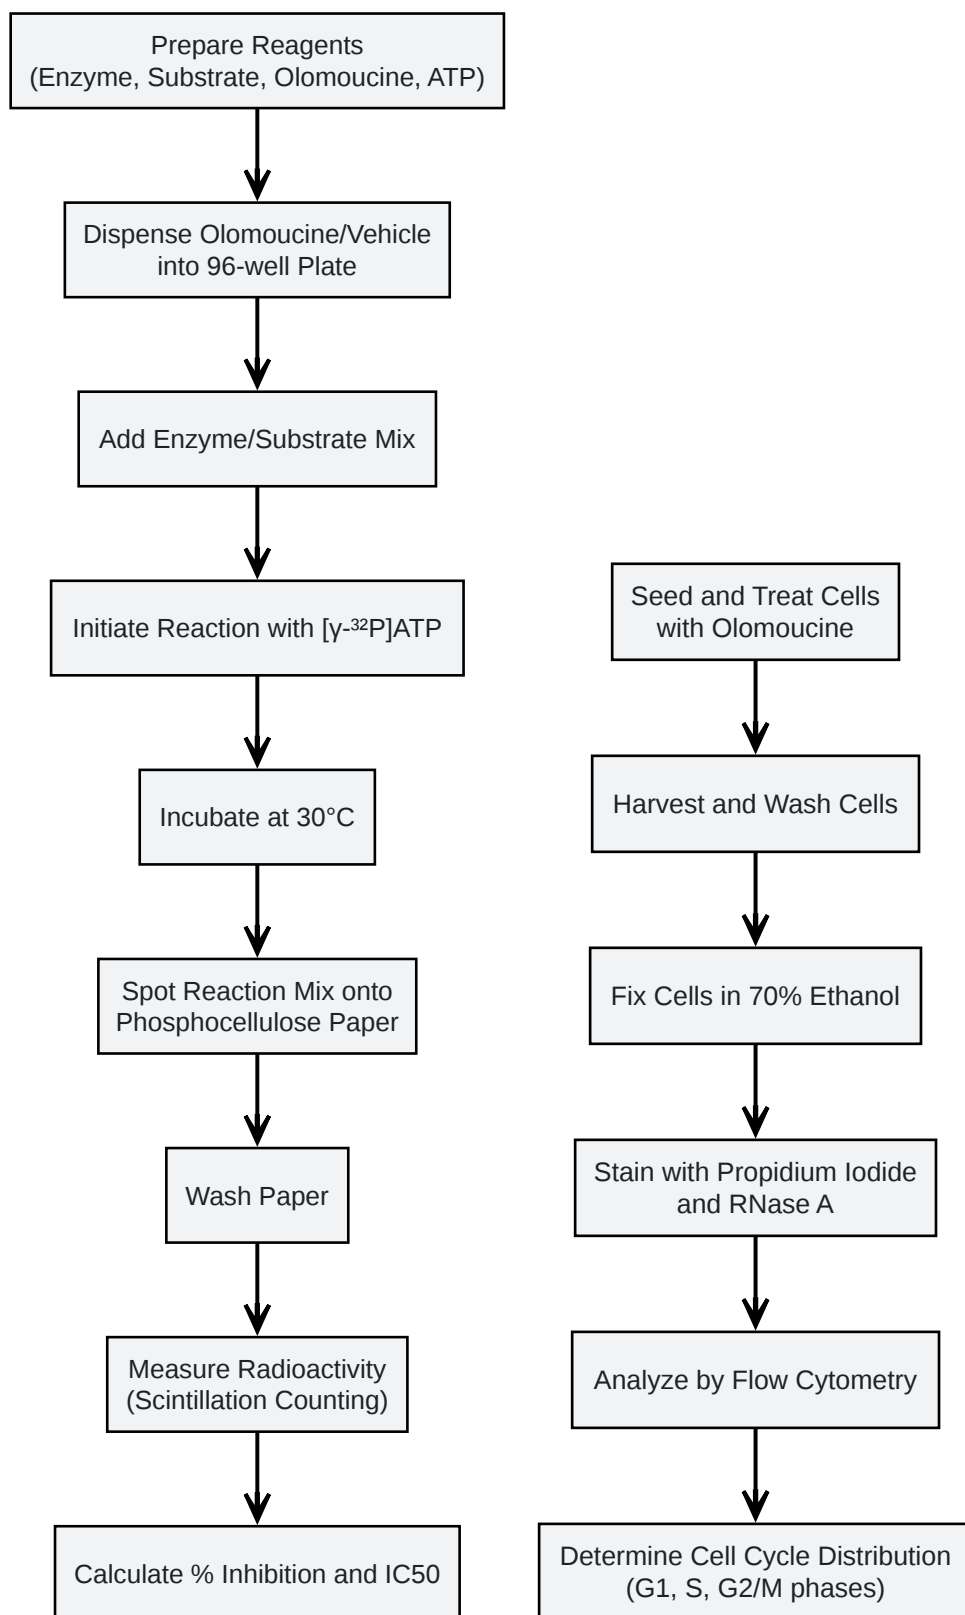 Prepare Reagents
(Enzyme, Substrate, Olomoucine, ATP)
Dispense Olomoucine/Vehicle
into 96-well Plate
Add Enzyme/Substrate Mix
Initiate Reaction with [γ-³²P]ATP
Incubate at 30°C
Spot Reaction Mix onto
Phosphocellulose Paper
Wash Paper
Measure Radioactivity
(Scintillation Counting)
Calculate % Inhibition and IC50
Seed and Treat Cells
with Olomoucine
Harvest and Wash Cells
Fix Cells in 70% Ethanol
Stain with Propidium Iodide
and RNase A
Analyze by Flow Cytometry
Determine Cell Cycle Distribution
(G1, S, G2/M phases)